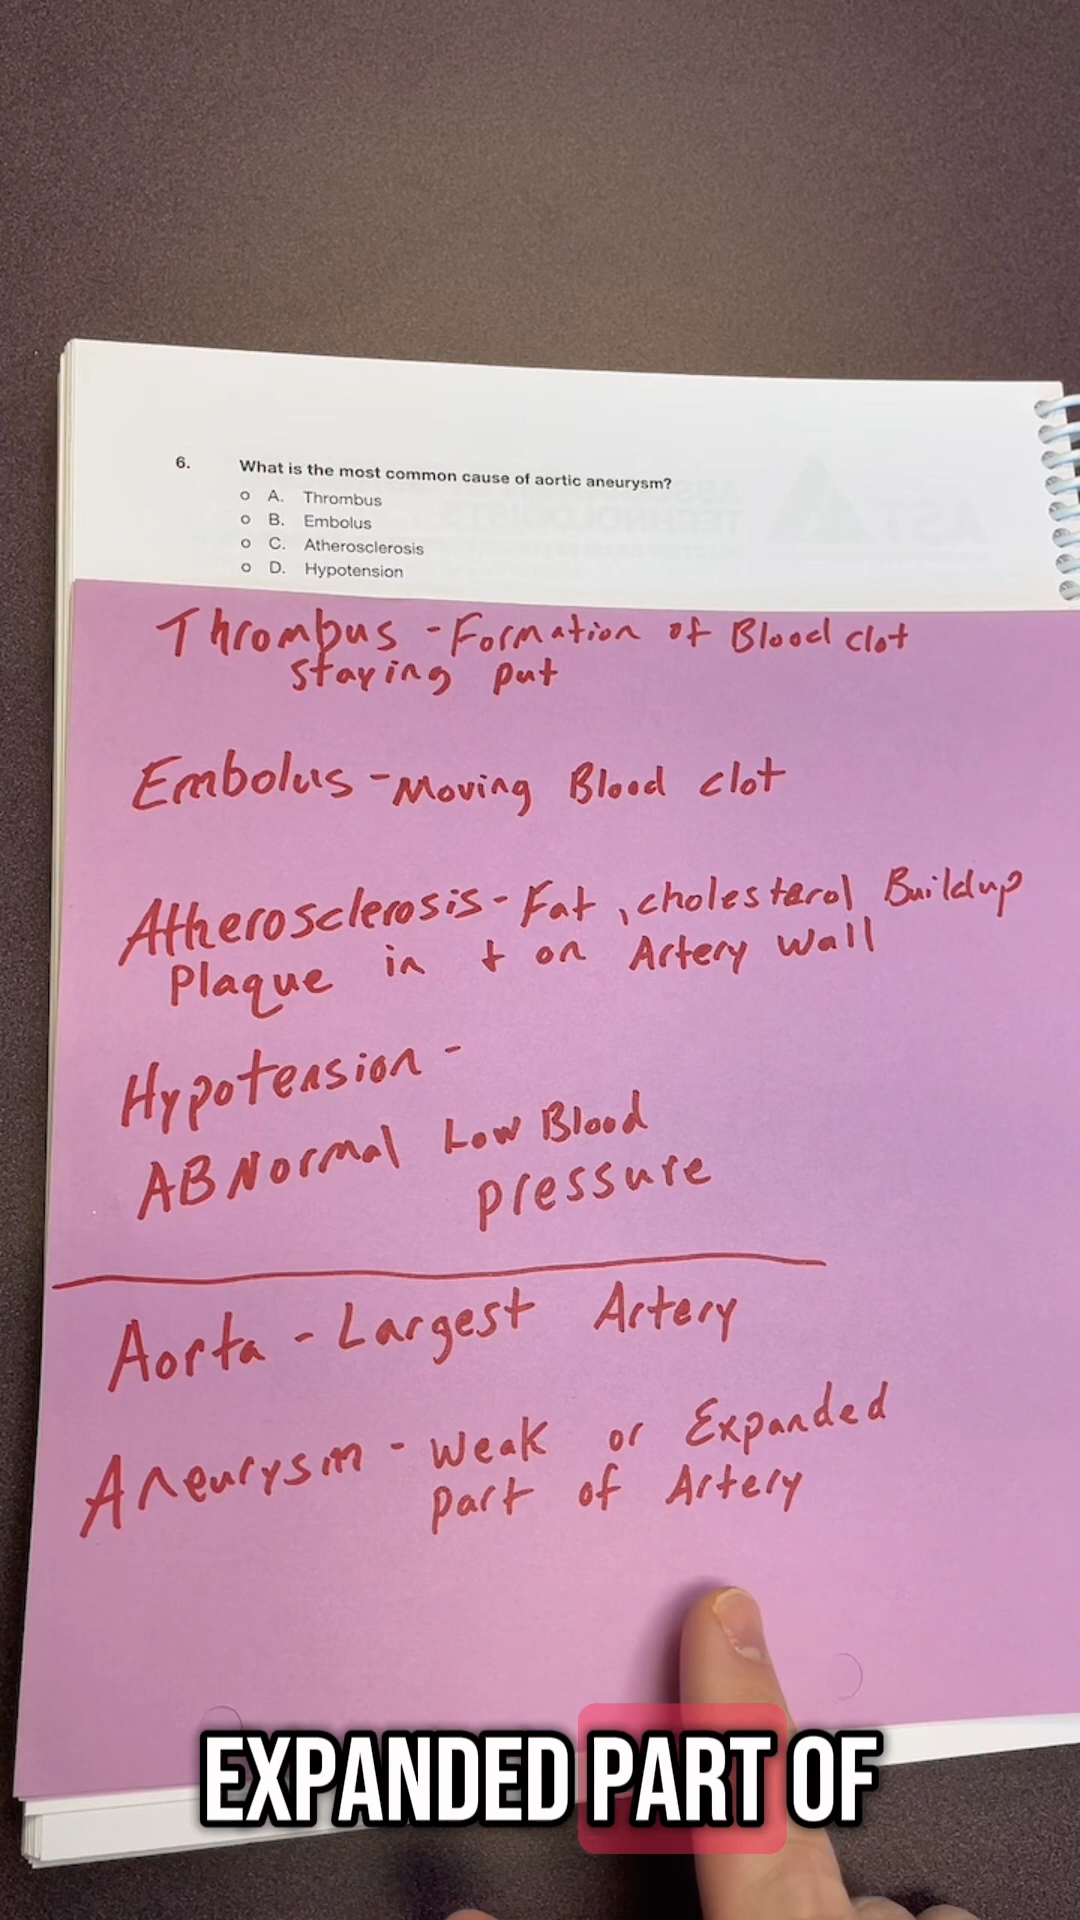 6. What is the most common cause of aortic aneurysm?
o A. Thrombus
o B. Embolus
o C. Atherosclerosis
o D. Hypotension
Thrombus - Formation of Blood clot
staying put
Embolus - Moving Blood clot
Atherosclerosis - Fat, cholesterol Buildup
Plaque in + on Artery wall
Hypotension -
ABNormal Low Blood
pressure
Aorta - Largest Artery
Aneurysm - weak or Expanded
part of Artery
EXPANDED PART OF